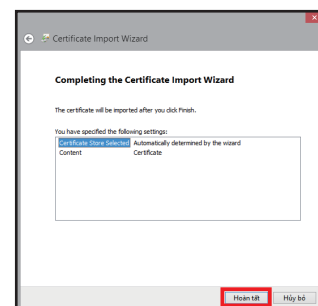 Certificate Import Wizard
Completing the Certificate Import Wizard
The certificate will be imported after you click Finish.
You have specified the following settings:
Certificate Store Selected Automatically determined by the wizard
Content Certificate
Hoàn tất Hủy bỏ